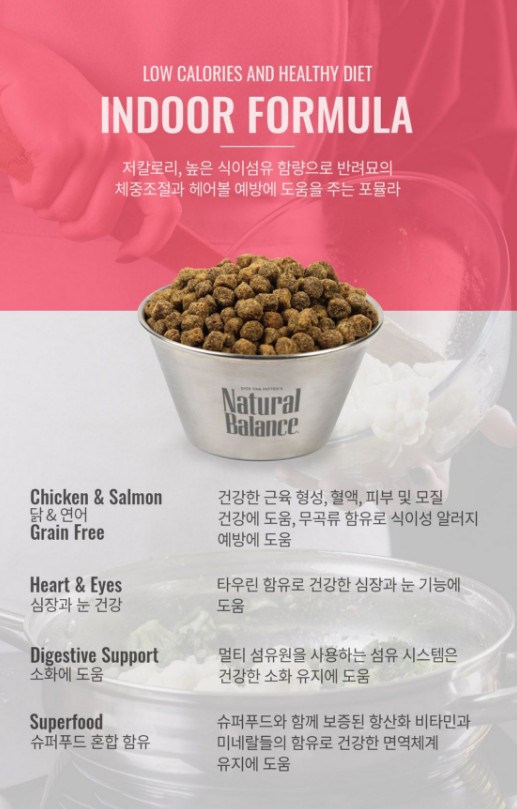 LOW CALORIES AND HEALTHY DIET
INDOOR FORMULA
저칼로리, 높은 식이섬유 함량으로 반려묘의
체중조절과 헤어볼 예방에 도움을 주는 포뮬라
Natural
Balance
Chicken & Salmon
닭 & 연어
Grain Free
건강한 근육 형성, 혈액, 피부 및 모질
건강에 도움, 무곡류 함유로 식이성 알러지
예방에 도움
Heart & Eyes
심장과 눈 건강
타우린 함유로 건강한 심장과 눈 기능에
도움
Digestive Support
소화에 도움
멀티 섬유원을 사용하는 섬유 시스템은
건강한 소화 유지에 도움
Superfood
슈퍼푸드 혼합 함유
슈퍼푸드와 함께 보증된 항산화 비타민과
미네랄들의 함유로 건강한 면역체계
유지에 도움